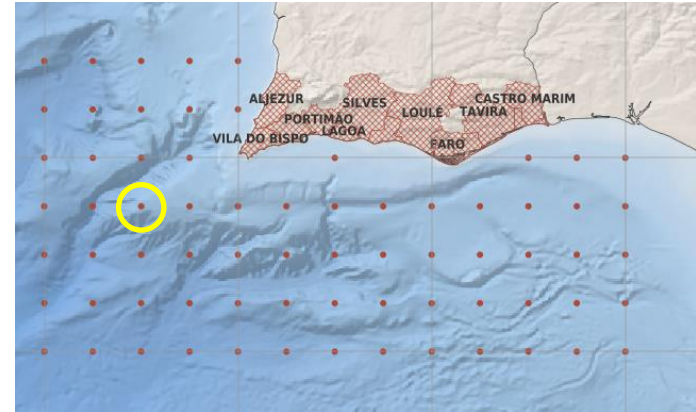 ALJEZUR
SILVES
CASTRO MARIM
PORTIMÃO
LOULÉ
TAVIRA
VILA DO BISPO
LAGOA
FARO